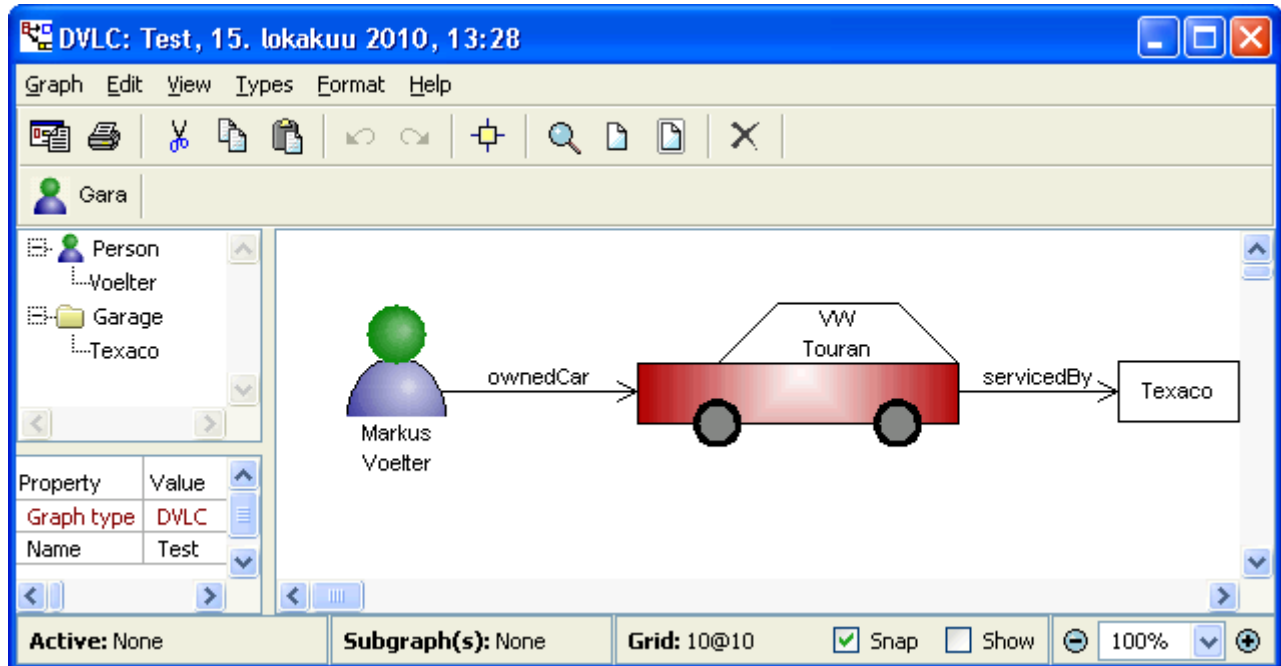 DVLC: Test, 15. lokakuu 2010, 13:28
Graph Edit View Types Format Help
Gara
Person
Voelter
Garage
Texaco
Property Value
Graph type DVLC
Name Test
VW
Touran
ownedCar
servicedBy
Texaco
Markus
Voelter
Active: None Subgraph(s): None Grid: 10@10 Snap Show 100%